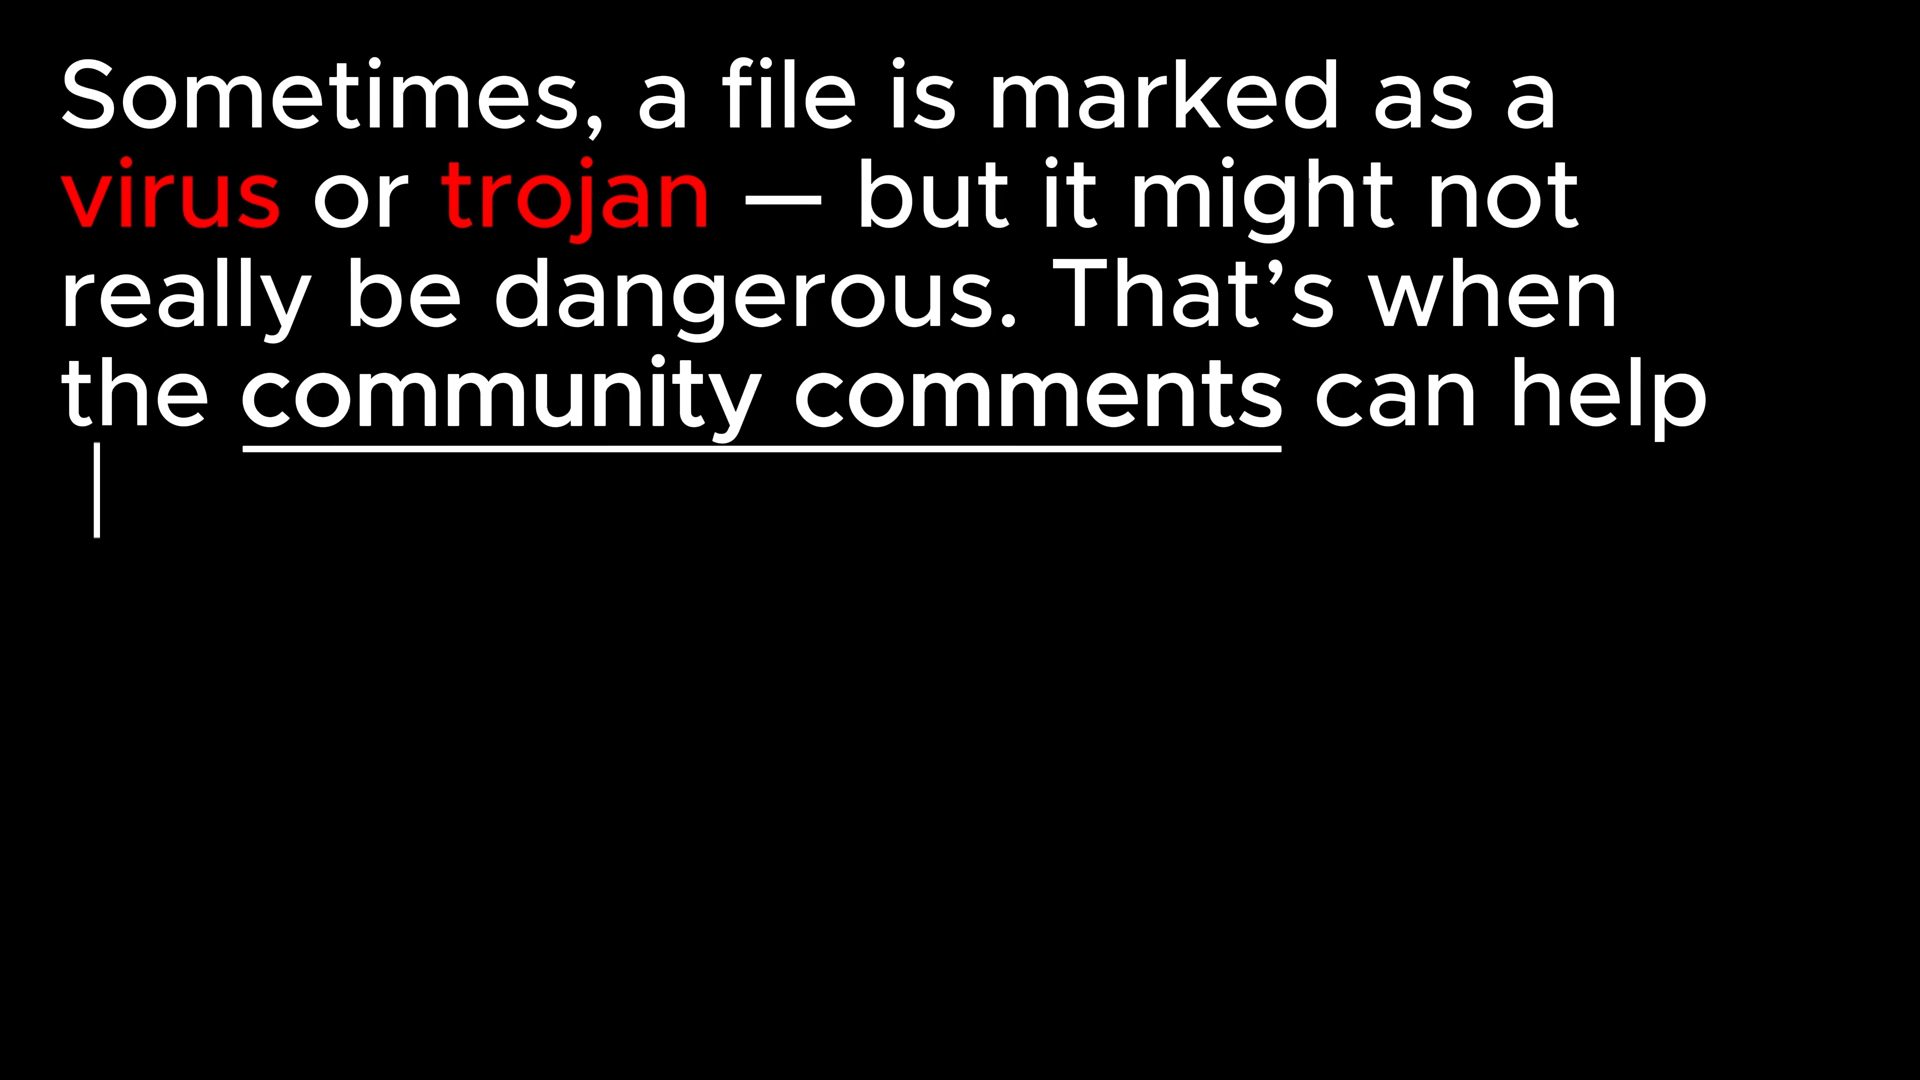 Sometimes, a file is marked as a
virus or trojan — but it might not
really be dangerous. That’s when
the community comments can help